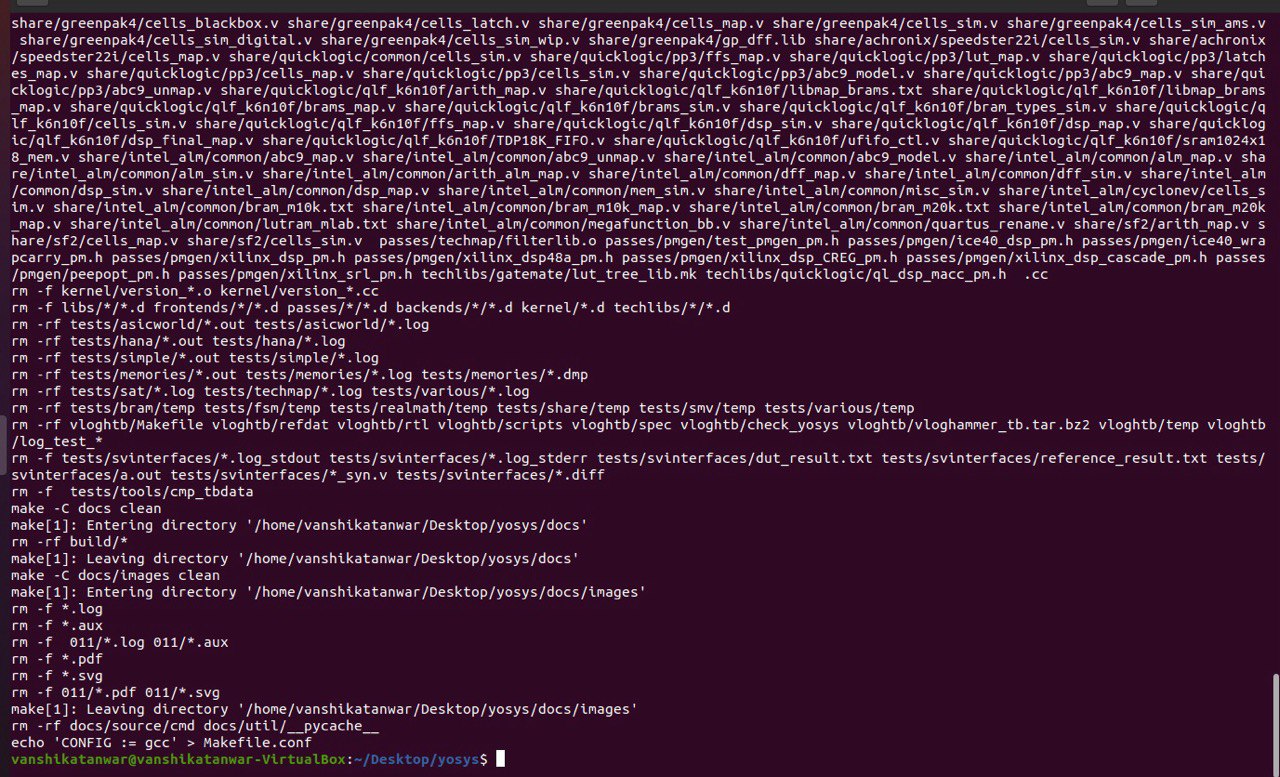 share/greenpak4/cells_blackbox.v share/greenpak4/cells_latch.v share/greenpak4/cells_map.v share/greenpak4/cells_sim.v share/greenpak4/cells_sim_ams.v
 share/greenpak4/cells_sim_digital.v share/greenpak4/cells_sim_wip.v share/greenpak4/gp_dff.lib share/achronix/speedster22i/cells_sim.v share/achronix
/speedster22i/cells_map.v share/quicklogic/common/cells_sim.v share/quicklogic/pp3/ffs_map.v share/quicklogic/pp3/lut_map.v share/quicklogic/pp3/latch
es_map.v share/quicklogic/pp3/cells_map.v share/quicklogic/pp3/cells_sim.v share/quicklogic/pp3/abc9_model.v share/quicklogic/pp3/abc9_map.v share/qui
cklogic/pp3/abc9_unmap.v share/quicklogic/qlf_k6n10f/arith_map.v share/quicklogic/qlf_k6n10f/libmap_brams.txt share/quicklogic/qlf_k6n10f/libmap_brams
_map.v share/quicklogic/qlf_k6n10f/brams_map.v share/quicklogic/qlf_k6n10f/brams_sim.v share/quicklogic/qlf_k6n10f/bram_types_sim.v share/quicklogic/q
lf_k6n10f/cells_sim.v share/quicklogic/qlf_k6n10f/ffs_map.v share/quicklogic/qlf_k6n10f/dsp_sim.v share/quicklogic/qlf_k6n10f/dsp_map.v share/quicklog
ic/qlf_k6n10f/dsp_final_map.v share/quicklogic/qlf_k6n10f/TDP18K_FIFO.v share/quicklogic/qlf_k6n10f/ufifo_ctl.v share/quicklogic/qlf_k6n10f/sram1024x1
8_mem.v share/intel_alm/common/abc9_map.v share/intel_alm/common/abc9_unmap.v share/intel_alm/common/abc9_model.v share/intel_alm/common/alm_map.v sha
re/intel_alm/common/alm_sim.v share/intel_alm/common/arith_alm_map.v share/intel_alm/common/dff_map.v share/intel_alm/common/dff_sim.v share/intel_alm
/common/dsp_sim.v share/intel_alm/common/dsp_map.v share/intel_alm/common/mem_sim.v share/intel_alm/common/misc_sim.v share/intel_alm/cyclonev/cells_s
im.v share/intel_alm/common/bram_m10k.txt share/intel_alm/common/bram_m10k_map.v share/intel_alm/common/bram_m20k.txt share/intel_alm/common/bram_m20k
_map.v share/intel_alm/common/lutram_mlab.txt share/intel_alm/common/megafunction_bb.v share/intel_alm/common/quartus_rename.v share/sf2/arith_map.v s
hare/sf2/cells_map.v share/sf2/cells_sim.v  passes/techmap/filterlib.o passes/pmgen/test_pmgen_pm.h passes/pmgen/ice40_dsp_pm.h passes/pmgen/ice40_wra
pcarry_pm.h passes/pmgen/xilinx_dsp_pm.h passes/pmgen/xilinx_dsp48a_pm.h passes/pmgen/xilinx_dsp_CREG_pm.h passes/pmgen/xilinx_dsp_cascade_pm.h passes
/pmgen/peepopt_pm.h passes/pmgen/xilinx_srl_pm.h techlibs/gatemate/lut_tree_lib.mk techlibs/quicklogic/ql_dsp_macc_pm.h  .cc
rm -f kernel/version_*.o kernel/version_*.cc
rm -f libs/*/*.d frontends/*/*.d passes/*/*.d backends/*/*.d kernel/*.d techlibs/*/*.d
rm -rf tests/asicworld/*.out tests/asicworld/*.log
rm -rf tests/hana/*.out tests/hana/*.log
rm -rf tests/simple/*.out tests/simple/*.log
rm -rf tests/memories/*.out tests/memories/*.log tests/memories/*.dmp
rm -rf tests/sat/*.log tests/techmap/*.log tests/various/*.log
rm -rf tests/bram/temp tests/fsm/temp tests/realmath/temp tests/share/temp tests/smv/temp tests/various/temp
rm -rf vloghtb/Makefile vloghtb/refdat vloghtb/rtl vloghtb/scripts vloghtb/spec vloghtb/check_yosys vloghtb/vloghammer_tb.tar.bz2 vloghtb/temp vloghtb
/log_test_*
rm -f tests/svinterfaces/*.log_stdout tests/svinterfaces/*.log_stderr tests/svinterfaces/dut_result.txt tests/svinterfaces/reference_result.txt tests/
svinterfaces/a.out tests/svinterfaces/*_syn.v tests/svinterfaces/*.diff
rm -f  tests/tools/cmp_tbdata
make -C docs clean
make[1]: Entering directory '/home/vanshikatanwar/Desktop/yosys/docs'
rm -rf build/*
make[1]: Leaving directory '/home/vanshikatanwar/Desktop/yosys/docs'
make -C docs/images clean
make[1]: Entering directory '/home/vanshikatanwar/Desktop/yosys/docs/images'
rm -f *.log
rm -f *.aux
rm -f  011/*.log 011/*.aux
rm -f *.pdf
rm -f *.svg
rm -f 011/*.pdf 011/*.svg
make[1]: Leaving directory '/home/vanshikatanwar/Desktop/yosys/docs/images'
rm -rf docs/source/cmd docs/util/__pycache__
echo 'CONFIG := gcc' > Makefile.conf
vanshikatanwar@vanshikatanwar-VirtualBox:~/Desktop/yosys$